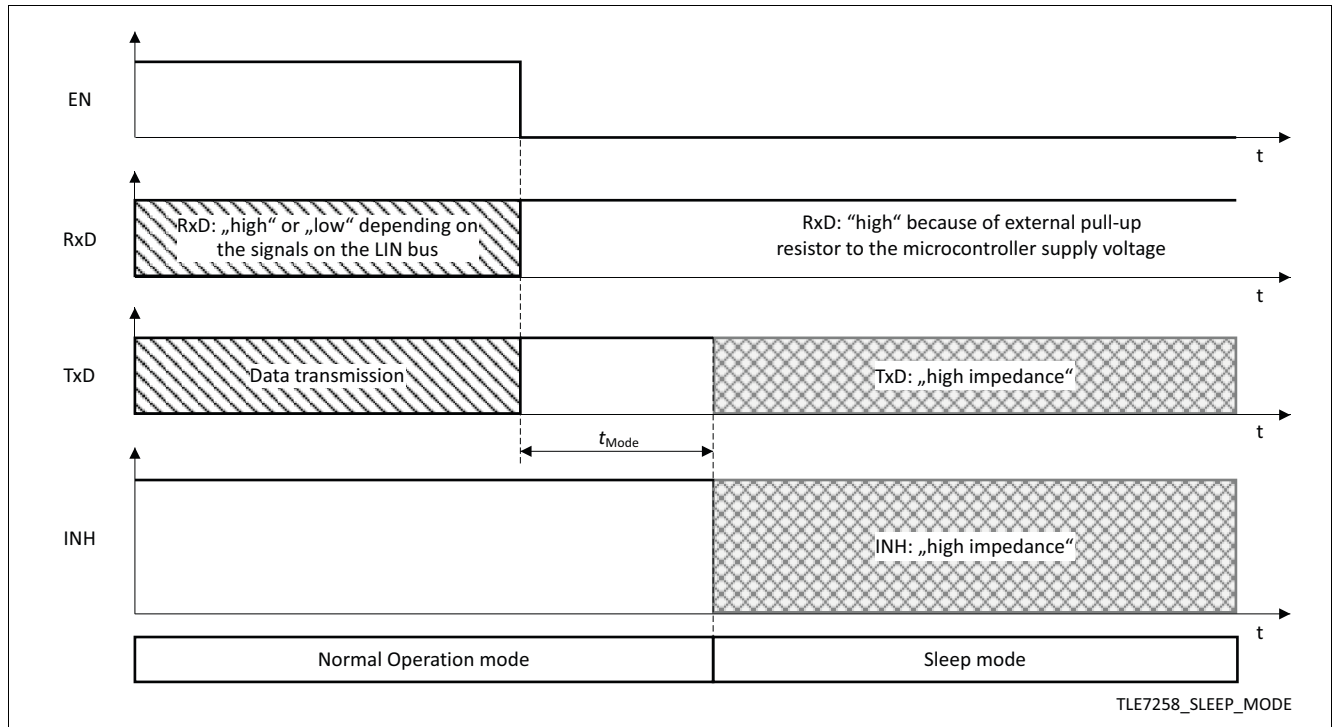 EN
t
RxD
RxD: „high“ or „low“ depending on
the signals on the LIN bus
RxD: “high“ because of external pull-up
resistor to the microcontroller supply voltage
t
TxD
Data transmission
TxD: „high impedance“
t
tMode
INH
INH: „high impedance“
t
Normal Operation mode
Sleep mode
TLE7258_SLEEP_MODE